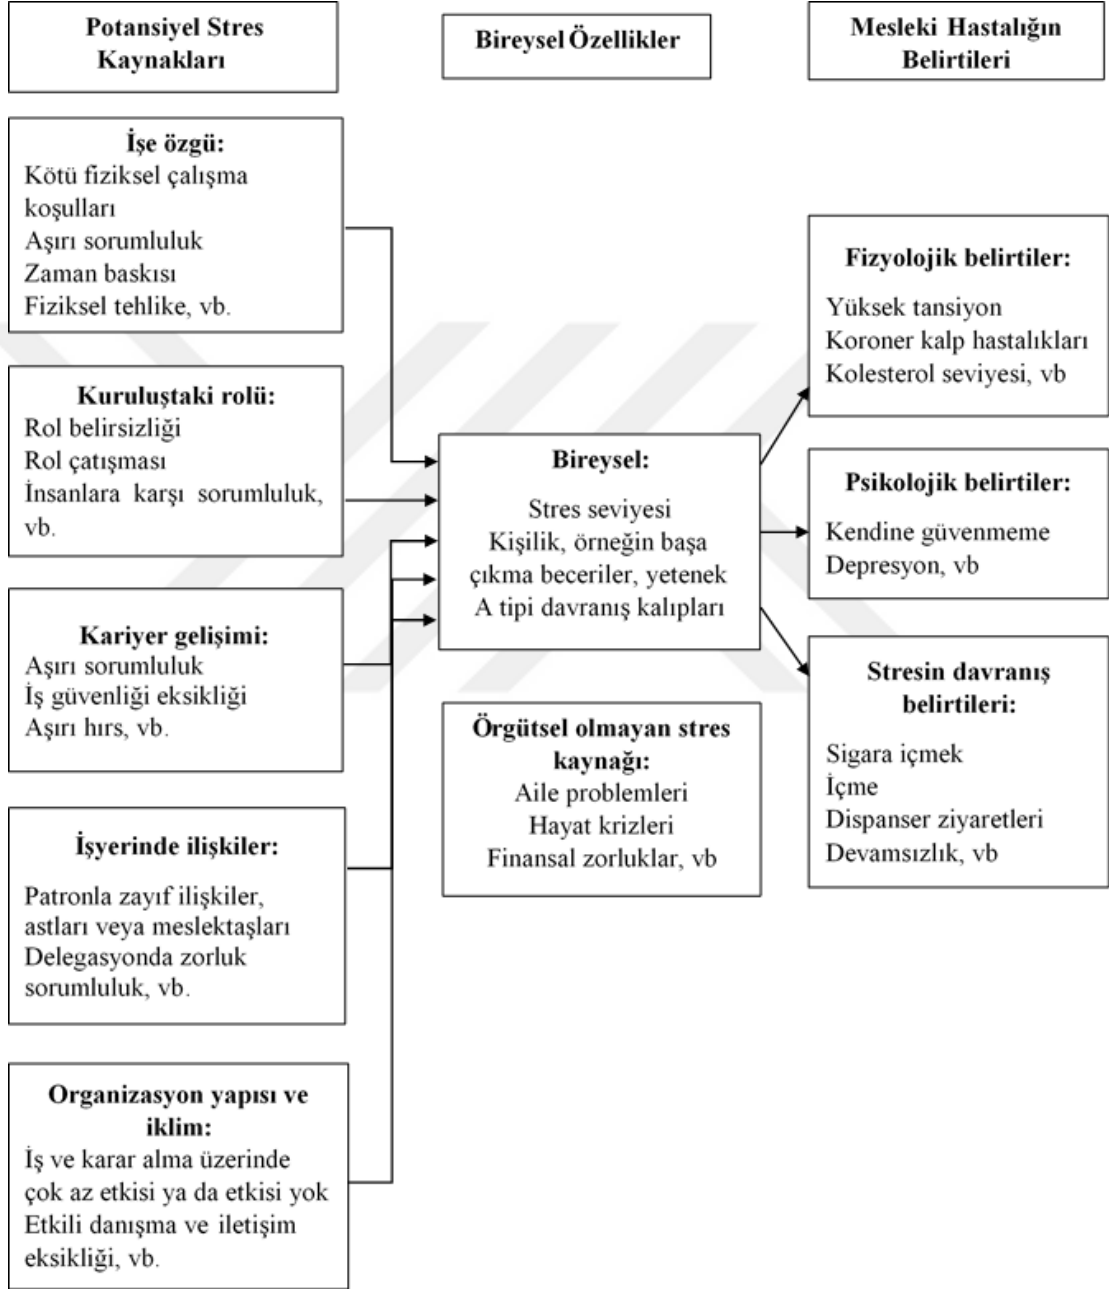 Potansiyel Stres
Kaynakları
Bireysel Özellikler
Mesleki Hastalığın
Belirtileri
İşe özgü:
Kötü fiziksel çalışma
koşulları
Aşırı sorumluluk
Zaman baskısı
Fiziksel tehlike, vb.
Kuruluştaki rolü:
Rol belirsizliği
Rol çatışması
İnsanlara karşı sorumluluk,
vb.
Kariyer gelişimi:
Aşırı sorumluluk
İş güvenliği eksikliği
Aşırı hırs, vb.
İşyerinde ilişkiler:
Patronla zayıf ilişkiler,
astları veya meslektaşları
Delegasyonda zorluk
sorumluluk, vb.
Organizasyon yapısı ve
iklim:
İş ve karar alma üzerinde
çok az etkisi ya da etkisi yok
Etkili danışma ve iletişim
eksikliği, vb.
Bireysel:
Stres seviyesi
Kişilik, örneğin başa
çıkma beceriler, yetenek
A tipi davranış kalıpları
Örgütsel olmayan stres
kaynağı:
Aile problemleri
Hayat krizleri
Finansal zorluklar, vb
Fizyolojik belirtiler:
Yüksek tansiyon
Koroner kalp hastalıkları
Kolesterol seviyesi, vb
Psikolojik belirtiler:
Kendine güvenmeme
Depresyon, vb
Stresin davranış
belirtileri:
Sigara içmek
İçme
Dispanser ziyaretleri
Devamsızlık, vb